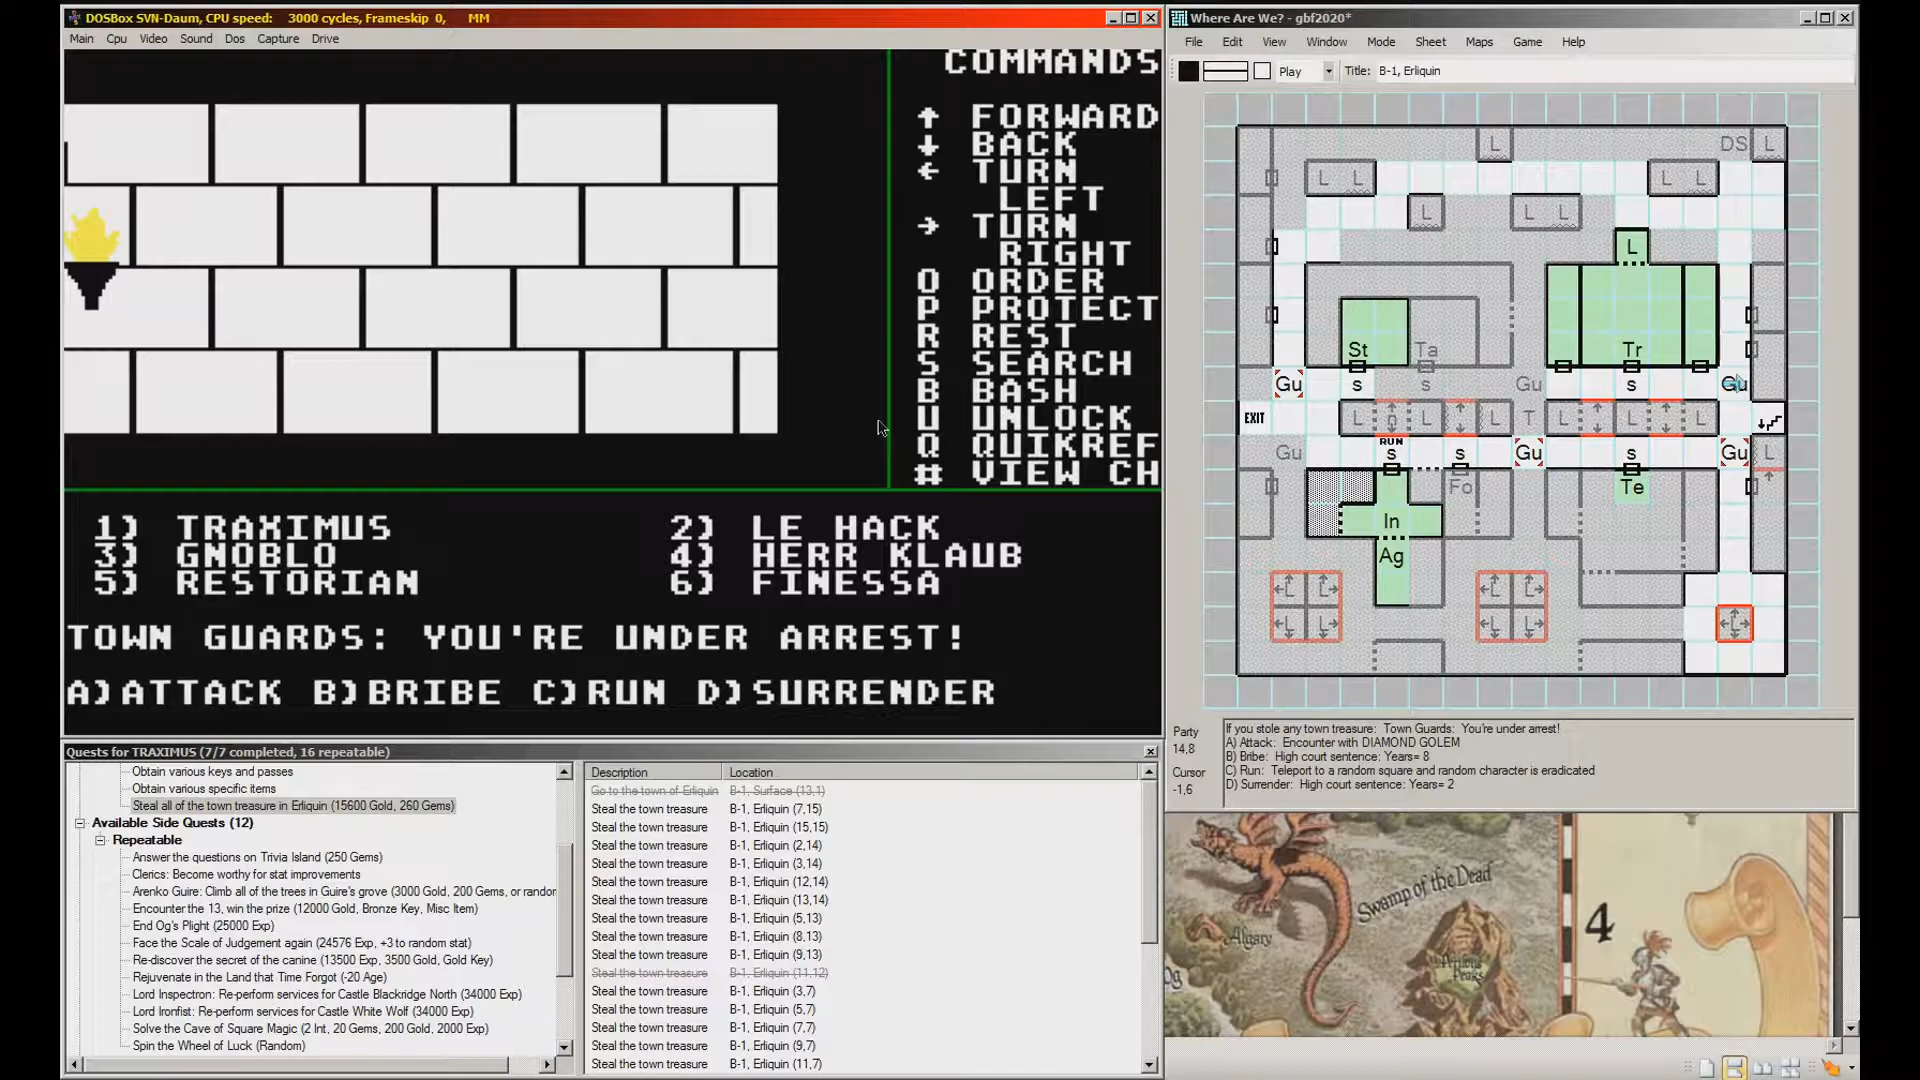 DOSBox SVN-Daum, CPU speed: 3000 cycles, Frameskip 0, MM
Main Cpu Video Sound Dos Capture Drive
COMMANDS
↑ FORWARD
↓ BACK
← TURN
LEFT
→ TURN
RIGHT
O ORDER
P PROTECT
R REST
S SEARCH
B BASH
U UNLOCK
Q QUIKREF
# VIEW CH
1) TRAXIMUS 2) LE HACK
3) GNOBLO 4) HERR KLAUB
5) RESTORIAN 6) FINESSA
TOWN GUARDS: YOU'RE UNDER ARREST!
A)ATTACK B)BRIBE C)RUN D)SURRENDER
Quests for TRAXIMUS (7/7 completed, 16 repeatable)
Obtain various keys and passes
Obtain various specific items
Steal all of the town treasure in Erliquin (15600 Gold, 260 Gems)
Available Side Quests (12)
Repeatable
Answer the questions on Trivia Island (250 Gems)
Clerics: Become worthy for stat improvements
Arenko Guire: Climb all of the trees in Guire's grove (3000 Gold, 200 Gems, or randor
Encounter the 13, win the prize (12000 Gold, Bronze Key, Misc Item)
End Og's Plight (25000 Exp)
Face the Scale of Judgement again (24576 Exp, +3 to random stat)
Re-discover the secret of the canine (13500 Exp, 3500 Gold, Gold Key)
Rejuvenate in the Land that Time Forgot (-20 Age)
Lord Inspectron: Re-perform services for Castle Blackridge North (34000 Exp)
Lord Ironfist: Re-perform services for Castle White Wolf (34000 Exp)
Solve the Cave of Square Magic (2 Int, 20 Gems, 200 Gold, 2000 Exp)
Spin the Wheel of Luck (Random)
Description Location
Go to the town of Erliquin B-1, Surface (13,1)
Steal the town treasure B-1, Erliquin (7,15)
Steal the town treasure B-1, Erliquin (15,15)
Steal the town treasure B-1, Erliquin (2,14)
Steal the town treasure B-1, Erliquin (3,14)
Steal the town treasure B-1, Erliquin (12,14)
Steal the town treasure B-1, Erliquin (13,14)
Steal the town treasure B-1, Erliquin (5,13)
Steal the town treasure B-1, Erliquin (8,13)
Steal the town treasure B-1, Erliquin (9,13)
Steal the town treasure B-1, Erliquin (11,12)
Steal the town treasure B-1, Erliquin (3,7)
Steal the town treasure B-1, Erliquin (5,7)
Steal the town treasure B-1, Erliquin (7,7)
Steal the town treasure B-1, Erliquin (9,7)
Steal the town treasure B-1, Erliquin (11,7)
Where Are We? - gbf2020*
File Edit View Window Mode Sheet Maps Game Help
Play Title: B-1, Erliquin
L DS L
L L L L
L L L
L
St Ta Tr
Gu s s Gu s Gu
EXIT L L L T L L L
RUN
Gu s s Gu s Gu L
Fo Te
In
Ag
L L L L
L L L L L
Party
14,8
Cursor
-1,6
If you stole any town treasure: Town Guards: You're under arrest!
A) Attack: Encounter with DIAMOND GOLEM
B) Bribe: High court sentence: Years= 8
C) Run: Teleport to a random square and random character is eradicated
D) Surrender: High court sentence: Years= 2
Swamp of the Dead
Algary
Perilous
Peaks
og
4